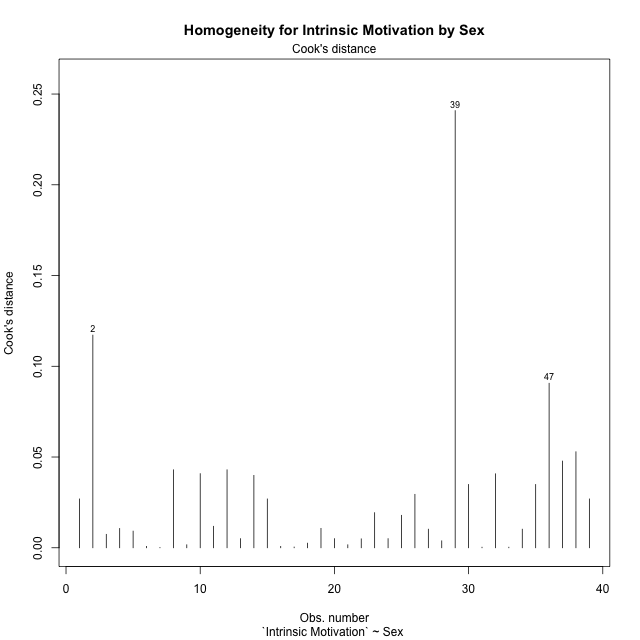 Homogeneity for Intrinsic Motivation by Sex
Cook's distance
Cook's distance
0.25
0.20
0.15
0.10
0.05
0.00
39
2
47
0 10 20 30 40
Obs. number
`Intrinsic Motivation` ~ Sex